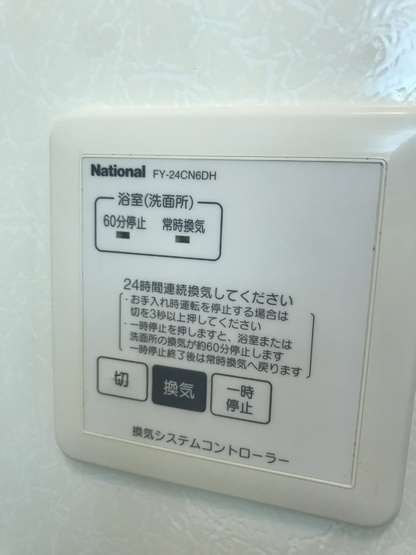 National FY-24CN6DH
浴室(洗面所)
60分停止 常時換気
24時間連続換気してください
・お手入れ時運転を停止する場合は
切を3秒以上押してください
・一時停止を押しますと、浴室または
洗面所の換気が約60分停止します
一時停止終了後は常時換気へ戻ります
切 換気 一時
停止
換気システムコントローラー